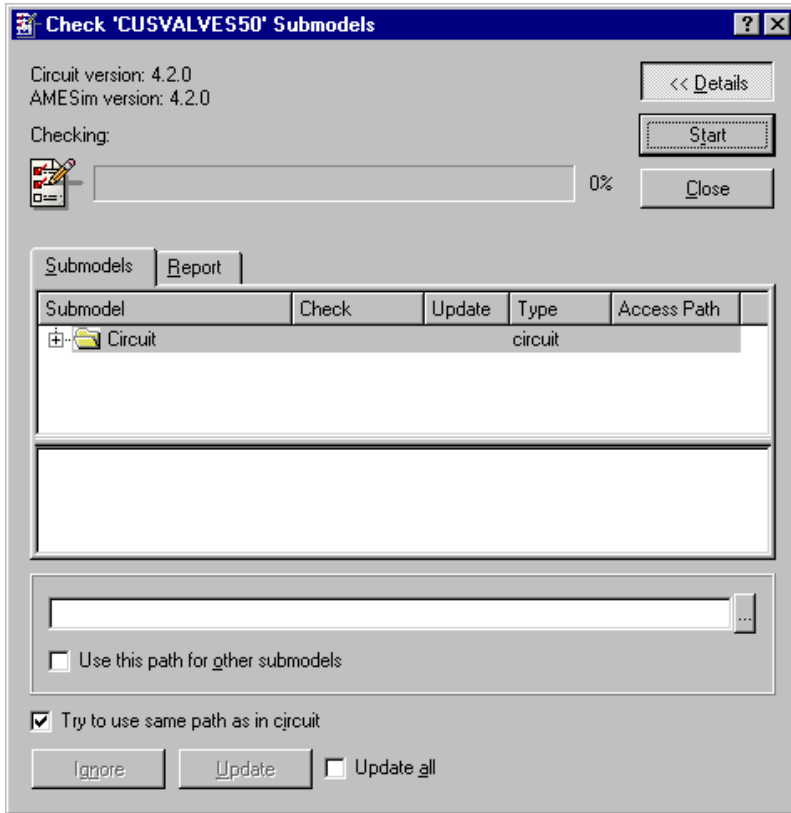 Check 'CUSVALVES50' Submodels
Circuit version: 4.2.0
AMESim version: 4.2.0
<< Details
Checking:
Start
0%
Close
Submodels Report
Submodel Check Update Type Access Path
Circuit circuit
...
Use this path for other submodels
Try to use same path as in circuit
Ignore Update Update all